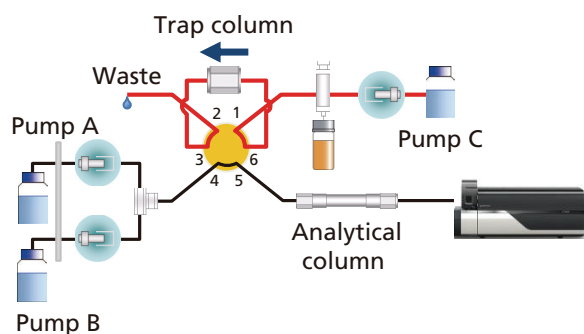 Trap column
Waste
Pump A
2 1
3 6
4 5
Pump C
Analytical
column
Pump B